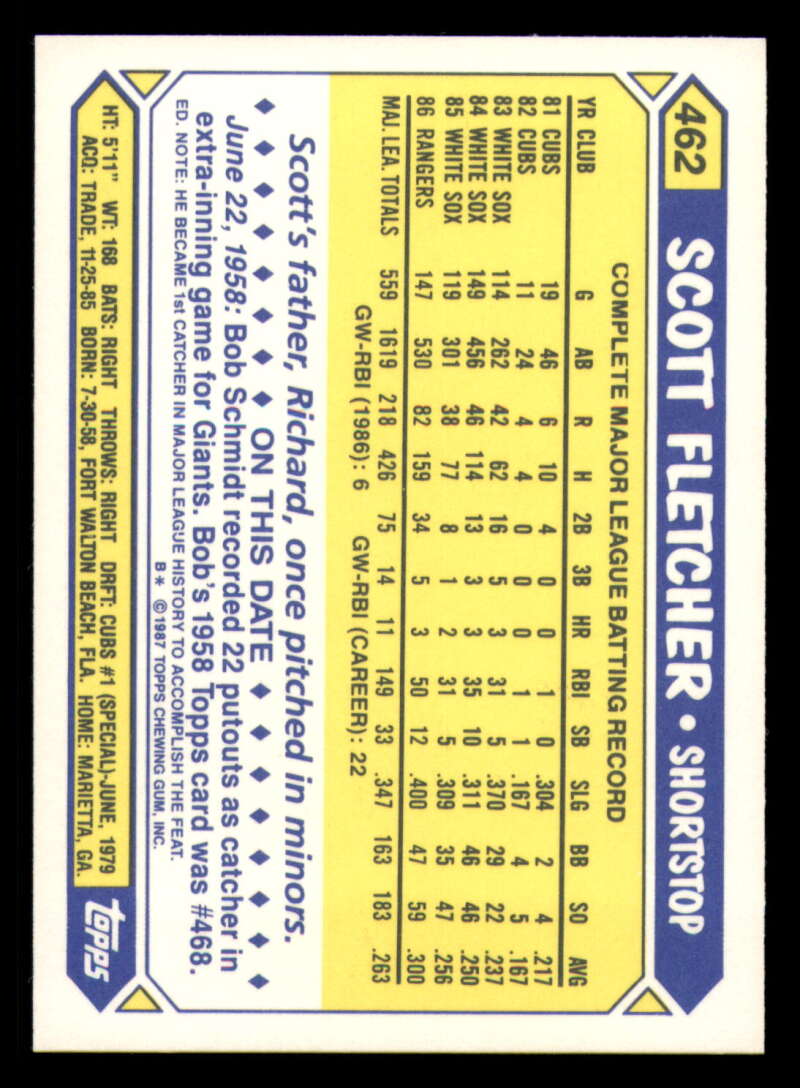 462 SCOTT FLETCHER • SHORTSTOP
COMPLETE MAJOR LEAGUE BATTING RECORD
YR CLUB G AB R H 2B 3B HR RBI SB SLG BB SO AVG
81 CUBS 19 46 6 10 4 0 0 1 0 .304 2 4 .217
82 CUBS 11 24 4 4 0 0 0 1 1 .167 4 5 .167
83 WHITE SOX 114 262 42 62 16 5 3 31 5 .370 29 22 .237
84 WHITE SOX 149 456 46 114 13 3 3 35 10 .311 46 46 .250
85 WHITE SOX 119 301 38 77 8 1 2 31 5 .309 35 47 .256
86 RANGERS 147 530 82 159 34 5 3 50 12 .400 47 59 .300
MAJ. LEA. TOTALS 559 1619 218 426 75 14 11 149 33 .347 163 183 .263
GW-RBI (1986): 6 GW-RBI (CAREER): 22
Scott's father, Richard, once pitched in minors.
♦ ♦ ♦ ♦ ♦ ♦ ♦ ♦ ON THIS DATE ♦ ♦ ♦ ♦ ♦ ♦ ♦ ♦
June 22, 1958: Bob Schmidt recorded 22 putouts as catcher in
extra-inning game for Giants. Bob's 1958 Topps card was #468.
ED. NOTE: HE BECAME 1st CATCHER IN MAJOR LEAGUE HISTORY TO ACCOMPLISH THE FEAT.
B* ©1987 TOPPS CHEWING GUM, INC.
HT: 5'11" WT: 168 BATS: RIGHT THROWS: RIGHT DRFT: CUBS #1 (SPECIAL)-JUNE, 1979
ACQ: TRADE, 11-25-85 BORN: 7-30-58, FORT WALTON BEACH, FLA. HOME: MARIETTA, GA.
topps